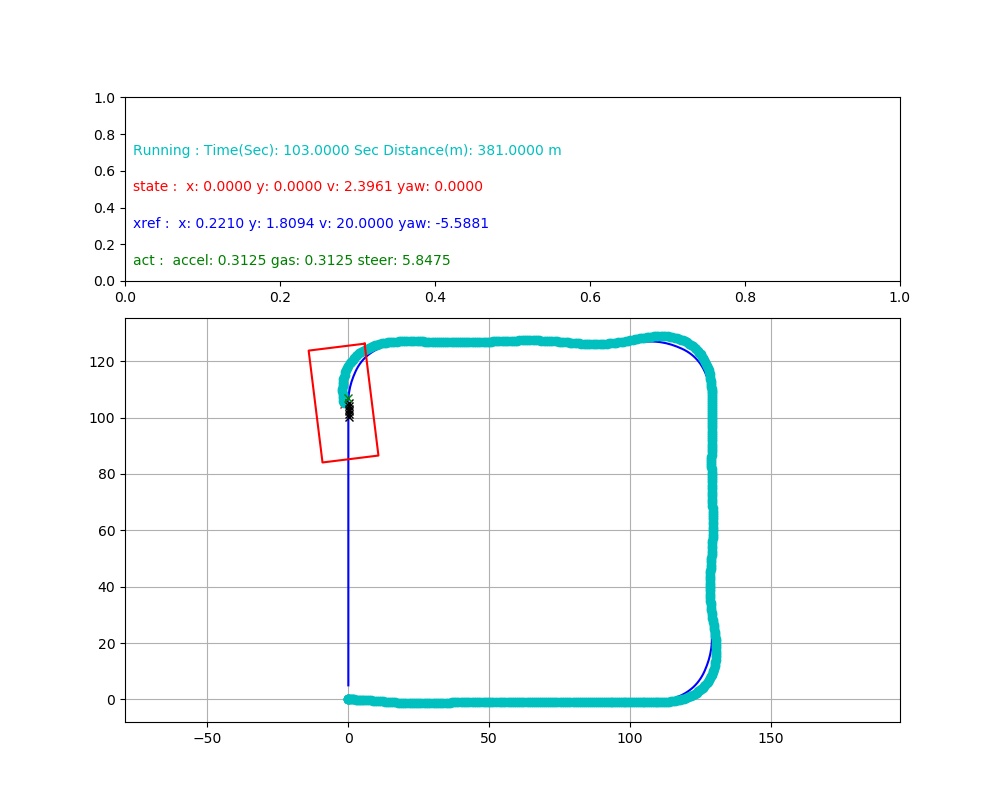 1.0
0.8
Running : Time(Sec): 103.0000 Sec Distance(m): 381.0000 m
0.6
state :  x: 0.0000 y: 0.0000 v: 2.3961 yaw: 0.0000
0.4
xref :  x: 0.2210 y: 1.8094 v: 20.0000 yaw: -5.5881
0.2
act :  accel: 0.3125 gas: 0.3125 steer: 5.8475
0.0
0.0 0.2 0.4 0.6 0.8 1.0
120
100
80
60
40
20
0
−50 0 50 100 150